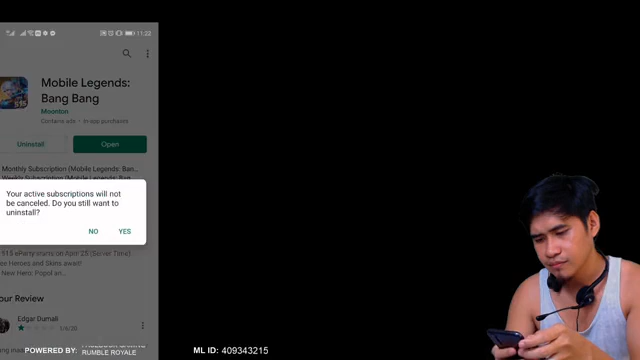 11:22
Mobile Legends:
Bang Bang
Moonton
Contains ads • In-app purchases
Uninstall
Open
Monthly Subscription (Mobile Legends: Ban...
Weekly Subscription (Mobile Legends: Ban...
Your active subscriptions will not
be canceled. Do you still want to
uninstall?
NO
YES
515 eParty starts on April 25 (Server Time)
Heroes and Skins await!
New Hero: Popol an...
our Review
Edgar Dumali
5/6/20
POWERED BY:
RUMBLE ROYALE
ML ID: 409343215